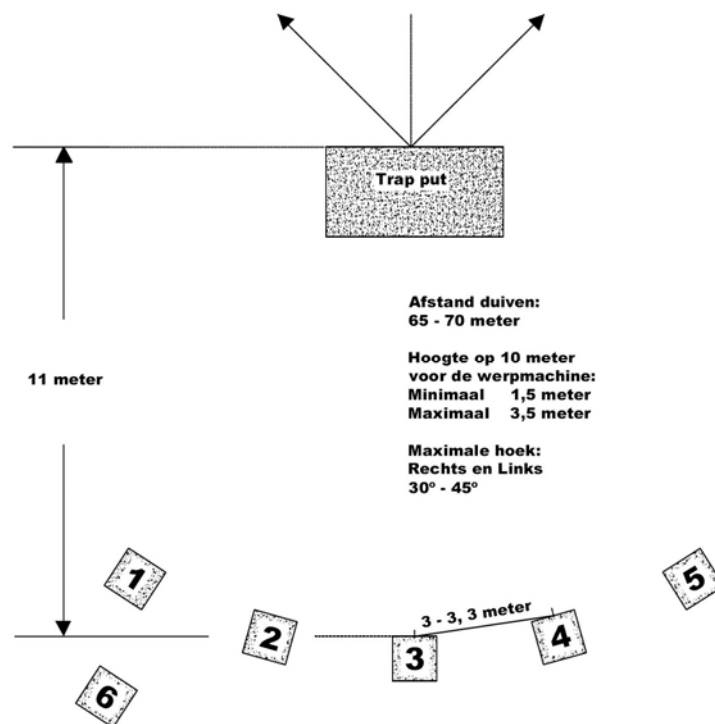 Trap put
Afstand duiven:
65 - 70 meter
Hoogte op 10 meter
voor de werpmachine:
Minimaal 1,5 meter
Maximaal 3,5 meter
11 meter
Maximale hoek:
Rechts en Links
30º - 45º
1
5
3 - 3, 3 meter
2
4
3
6